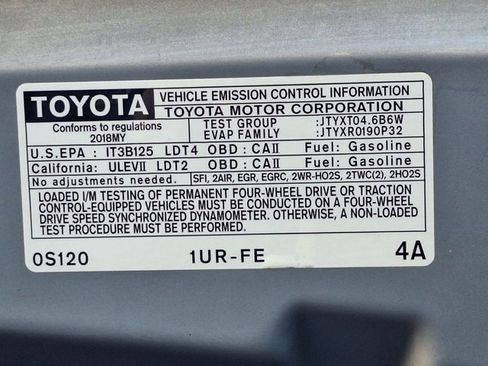 TOYOTA VEHICLE EMISSION CONTROL INFORMATION
TOYOTA MOTOR CORPORATION
Conforms to regulations TEST GROUP :JTYXT04.6B6W
2018MY EVAP FAMILY :JTYXR0190P32
U.S.EPA : IT3B125 LDT4 OBD : CAII Fuel: Gasoline
California: ULEVII LDT2 OBD : CAII Fuel: Gasoline
No adjustments needed. SFI, 2AIR, EGR, EGRC, 2WR-HO2S, 2TWC(2), 2HO2S
LOADED I/M TESTING OF PERMANENT FOUR-WHEEL DRIVE OR TRACTION
CONTROL-EQUIPPED VEHICLES MUST BE CONDUCTED ON A FOUR-WHEEL
DRIVE SPEED SYNCHRONIZED DYNAMOMETER. OTHERWISE, A NON-LOADED
TEST PROCEDURE MUST BE PERFORMED.
0S120 1UR-FE 4A